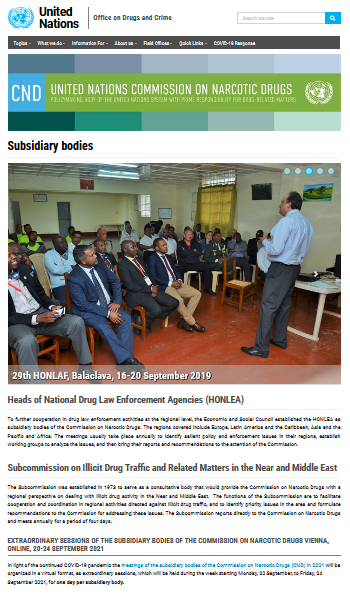 United
Nations
Office on Drugs and Crime
Search the site
Topics
What we do
Information For
About us
Field Offices
Quick Links
COVID-19 Response
CND
UNITED NATIONS COMMISSION ON NARCOTIC DRUGS
POLICYMAKING BODY OF THE UNITED NATIONS SYSTEM WITH PRIME RESPONSIBILITY FOR DRUG-RELATED MATTERS
Subsidiary bodies
29th HONLAF, Balaclava, 16-20 September 2019
Heads of National Drug Law Enforcement Agencies (HONLEA)
To further cooperation in drug law enforcement activities at the regional level, the Economic and Social Council established the HONLEA as
subsidiary bodies of the Commission on Narcotic Drugs. The regions covered include Europe, Latin America and the Caribbean, Asia and the
Pacific and Africa. The meetings usually take place annually to identify salient policy and enforcement issues in their regions, establish
working groups to analyze the issues, and then bring their reports and recommendations to the attention of the Commission.
Subcommission on Illicit Drug Traffic and Related Matters in the Near and Middle East
The Subcommission was established in 1973 to serve as a consultative body that would provide the Commission on Narcotic Drugs with a
regional perspective on dealing with illicit drug activity in the Near and Middle East. The functions of the Subcommission are to facilitate
cooperation and coordination in regional activities directed against illicit drug traffic, and to identify priority issues in the area and formulate
recommendations to the Commission for addressing these issues. The Subcommission reports directly to the Commission on Narcotic Drugs
and meets annually for a period of four days.
EXTRAORDINARY SESSIONS OF THE SUBSIDIARY BODIES OF THE COMMISSION ON NARCOTIC DRUGS VIENNA,
ONLINE, 20-24 SEPTEMBER 2021
In light of the continued COVID-19 pandemic the meetings of the subsidiary bodies of the Commission on Narcotic Drugs (CND) in 2021 will be
organized in a virtual format, as extraordinary sessions, which will be held during the week starting Monday, 20 September, to Friday, 24
September 2021, for one day per subsidiary body.